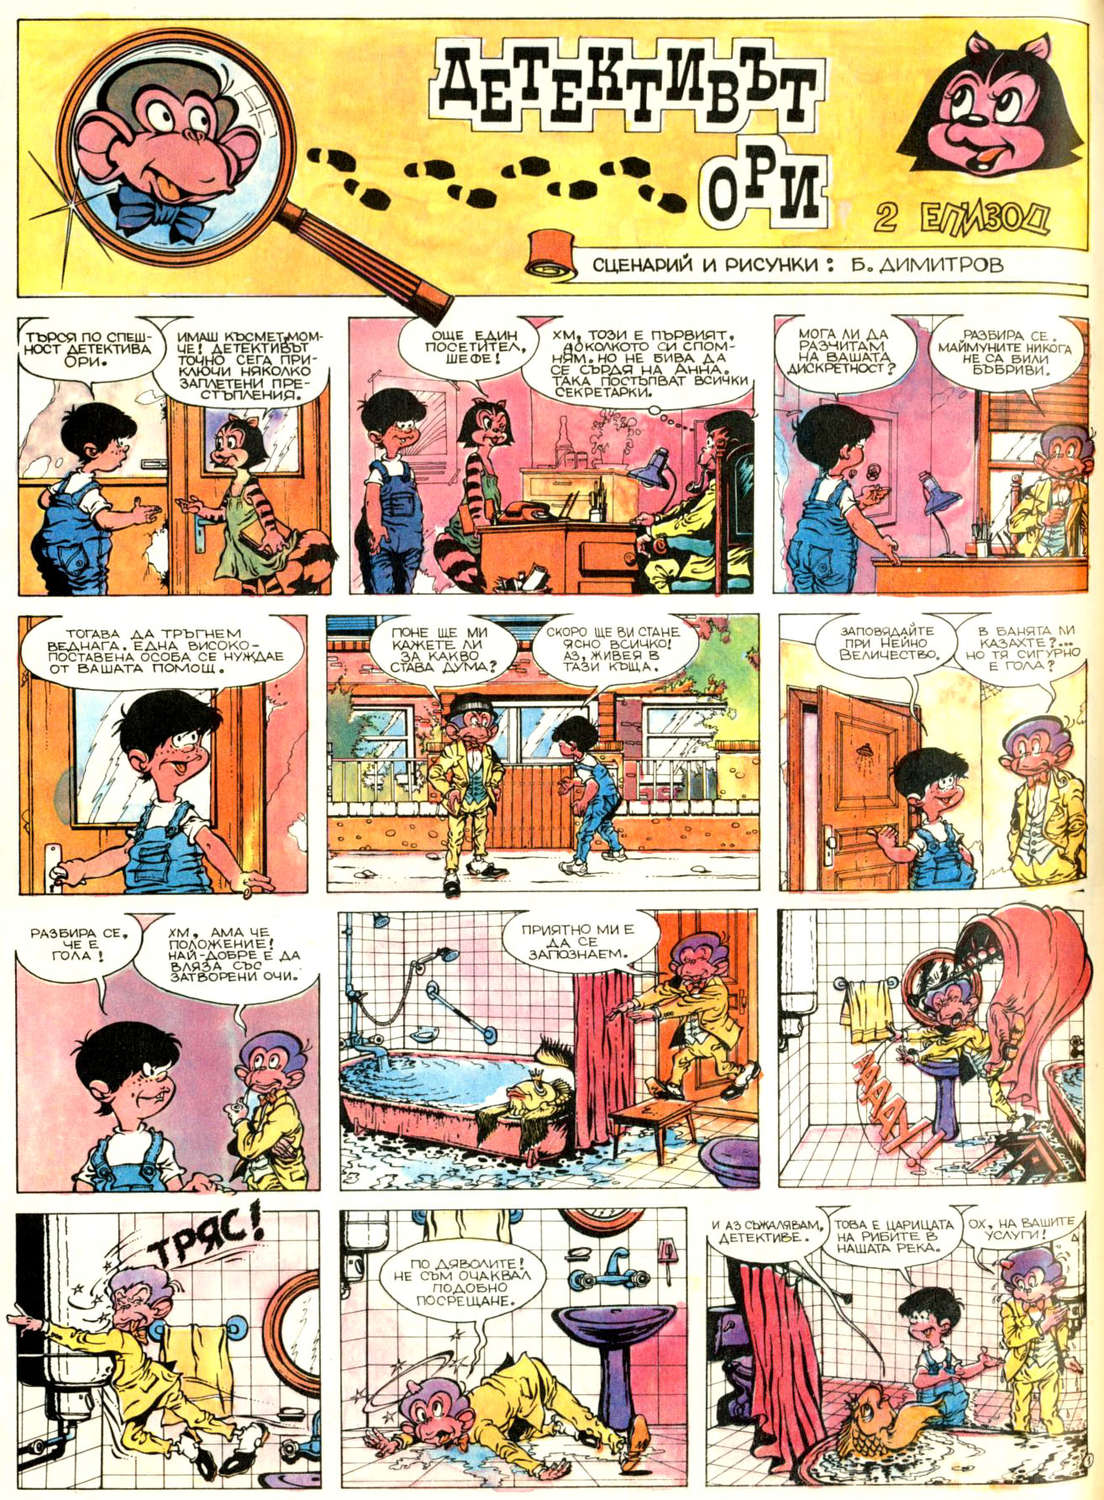 ДЕТЕКТИВЪТ
ОРИ
2 ЕПИЗОД
СЦЕНАРИЙ И РИСУНКИ: Б. ДИМИТРОВ
ТЪРСЯ ПО СПЕШ-
НОСТ ДЕТЕКТИВА
ОРИ.
ИМАШ КЪСМЕТ, МОМ-
ЧЕ! ДЕТЕКТИВЪТ
ТОЧНО СЕГА ПРИ-
КЛЮЧИ НЯКОЛКО
ЗАПЛЕТЕНИ ПРЕ-
СТЪПЛЕНИЯ.
ОЩЕ ЕДИН
ПОСЕТИТЕЛ,
ШЕФЕ!
ХМ, ТОЗИ Е ПЪРВИЯТ,
ДОКОЛКОТО СИ СПОМ-
НЯМ. НО НЕ БИВА ДА
СЕ СЪРДЯ НА АННА.
ТАКА ПОСТЪПВАТ ВСИЧКИ
СЕКРЕТАРКИ.
МОГА ЛИ ДА
РАЗЧИТАМ
НА ВАШАТА
ДИСКРЕТНОСТ?
РАЗБИРА СЕ.
МАЙМУНИТЕ НИКОГА
НЕ СА БИЛИ
БЪБРИВИ.
ТОГАВА ДА ТРЪГНЕМ
ВЕДНАГА. ЕДНА ВИСОКО-
ПОСТАВЕНА ОСОБА СЕ НУЖДАЕ
ОТ ВАШАТА ПОМОЩ.
ПОНЕ ЩЕ МИ
КАЖЕТЕ ЛИ
ЗА КАКВО
СТАВА ДУМА?
СКОРО ЩЕ ВИ СТАНЕ
ЯСНО ВСИЧКО!
АЗ ЖИВЕЯ В
ТАЗИ КЪЩА.
ЗАПОВЯДАЙТЕ
ПРИ НЕЙНО
ВЕЛИЧЕСТВО.
В БАНЯТА ЛИ
КАЗАХТЕ?...
НО ТЯ СИГУРНО
Е ГОЛА?
РАЗБИРА СЕ,
ЧЕ Е
ГОЛА!
ХМ, АМА ЧЕ
ПОЛОЖЕНИЕ!
НАЙ-ДОБРЕ Е ДА
ВЛЯЗА СЪС
ЗАТВОРЕНИ ОЧИ.
ПРИЯТНО МИ Е
ДА СЕ
ЗАПОЗНАЕМ.
АААА!!
ТРЯС!
ПО ДЯВОЛИТЕ!
НЕ СЪМ ОЧАКВАЛ
ПОДОБНО
ПОСРЕЩАНЕ.
И АЗ СЪЖАЛЯВАМ,
ДЕТЕКТИВЕ.
ТОВА Е ЦАРИЦАТА
НА РИБИТЕ В
НАШАТА РЕКА.
ОХ, НА ВАШИТЕ
УСЛУГИ!
1